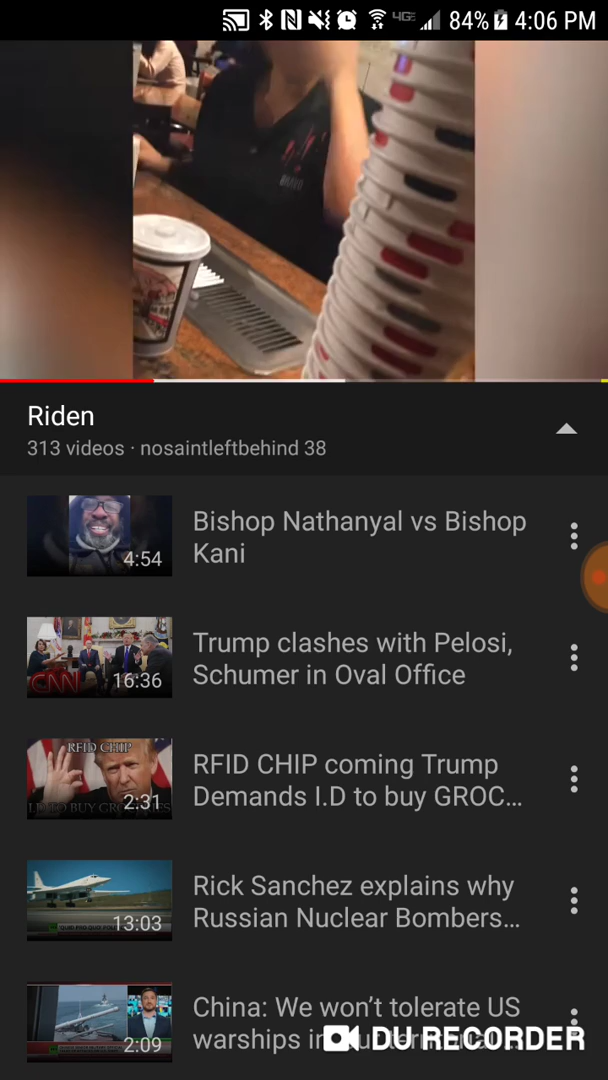 4GE 84% 4:06 PM
Riden
313 videos · nosaintleftbehind 38
4:54
Bishop Nathanyal vs Bishop
Kani
CNN
16:36
Trump clashes with Pelosi,
Schumer in Oval Office
RFID CHIP
2:31
RFID CHIP coming Trump
Demands I.D to buy GROC…
13:03
Rick Sanchez explains why
Russian Nuclear Bombers…
2:09
China: We won't tolerate US
warships in
DU RECORDER